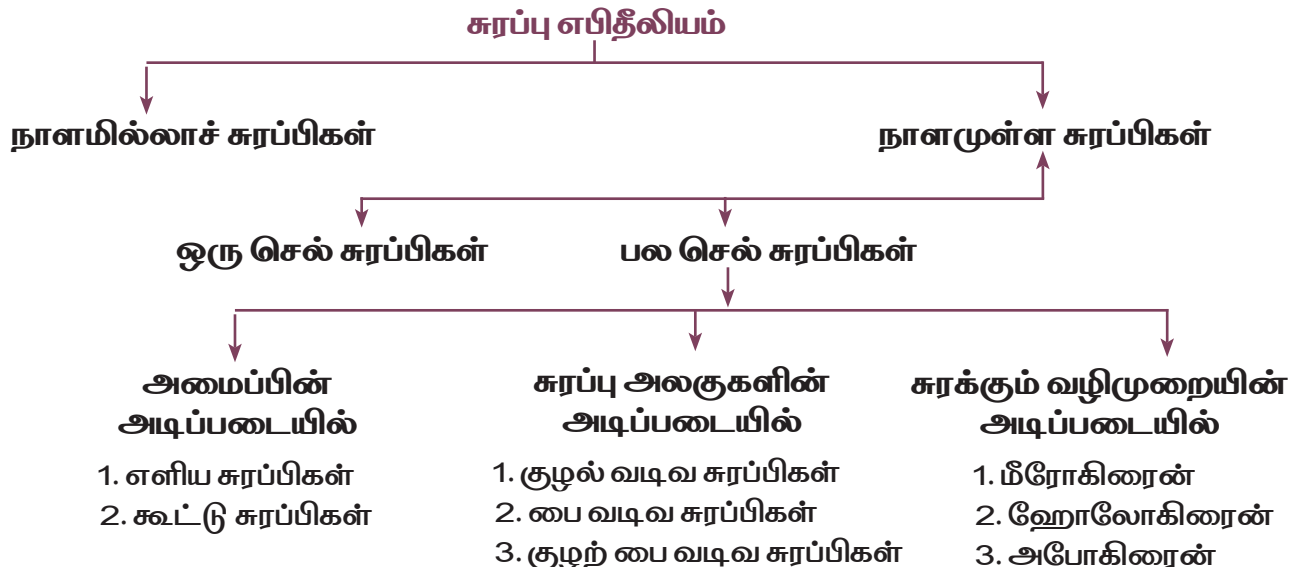 சுரப்பு எபிதீலியம்
நாளமில்லாச் சுரப்பிகள்
நாளமுள்ள சுரப்பிகள்
ஒரு செல் சுரப்பிகள்
பல செல் சுரப்பிகள்
அமைப்பின்
அடிப்படையில்
1. எளிய சுரப்பிகள்
2. கூட்டு சுரப்பிகள்
சுரப்பு அலகுகளின்
அடிப்படையில்
1. குழல் வடிவ சுரப்பிகள்
2. பை வடிவ சுரப்பிகள்
3. குழற் பை வடிவ சுரப்பிகள்
சுரக்கும் வழிமுறையின்
அடிப்படையில்
1. மீரோகிரைன்
2. ஹோலோகிரைன்
3. அபோகிரைன்